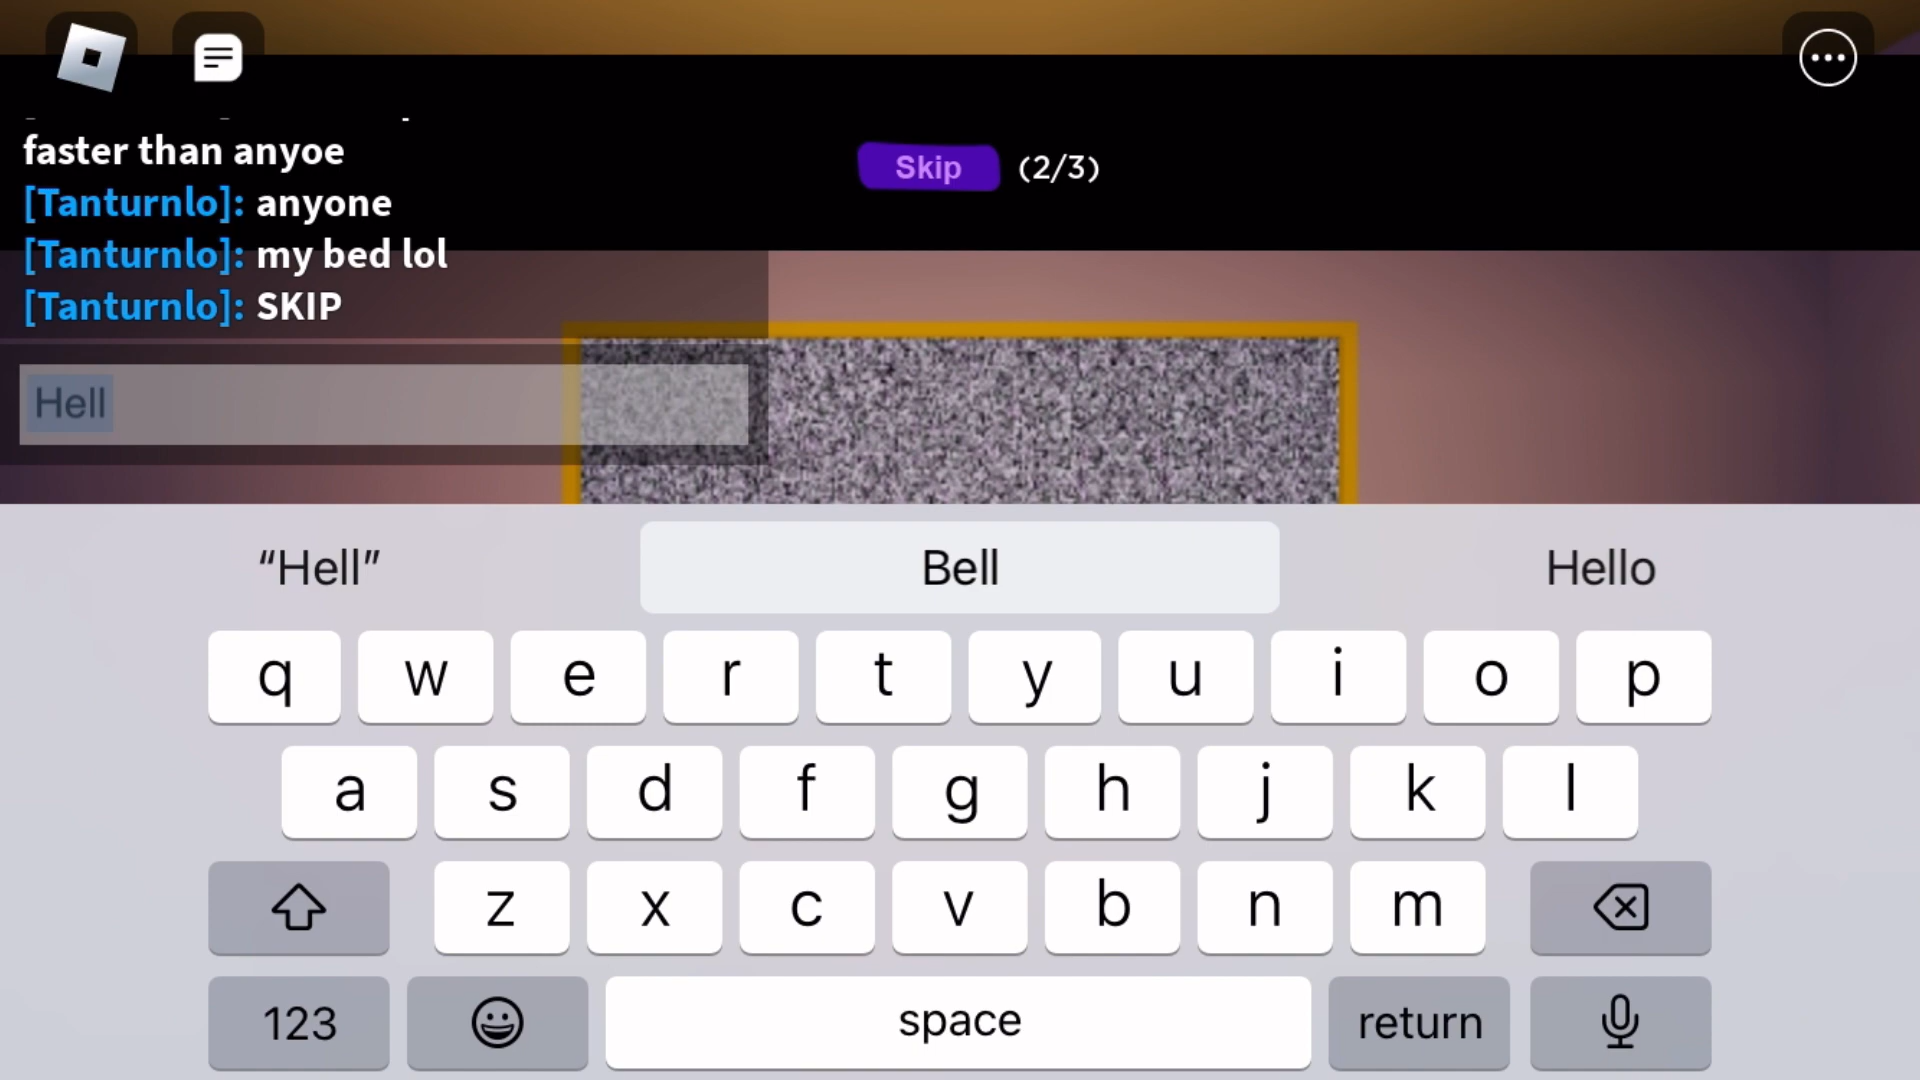 faster than anyoe
[Tanturnlo]: anyone
[Tanturnlo]: my bed lol
[Tanturnlo]: SKIP
Skip (2/3)
Hell
“Hell” Bell Hello
q w e r t y u i o p
a s d f g h j k l
z x c v b n m
123 space return